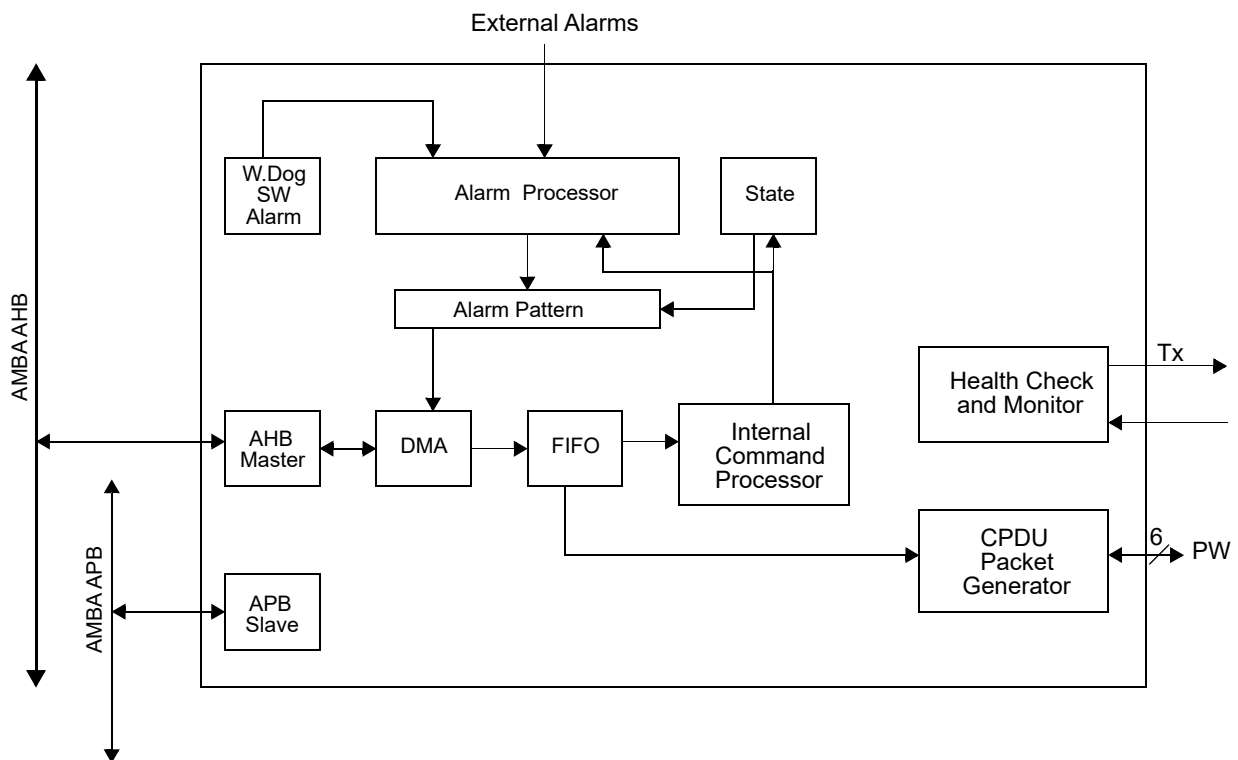 External Alarms
W.Dog
SW
Alarm
Alarm Processor
State
Alarm Pattern
AMBA AHB
Health Check
and Monitor
Tx
AHB
Master
DMA
FIFO
Internal
Command
Processor
CPDU
Packet
Generator
6
PW
AMBA APB
APB
Slave